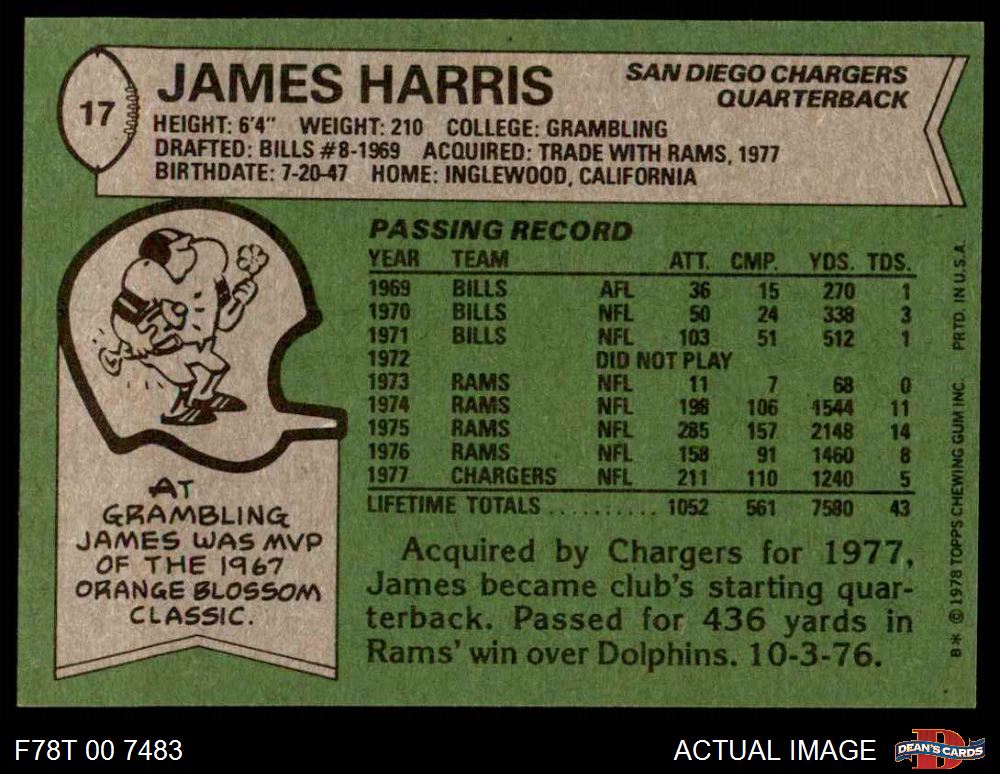 17
JAMES HARRIS
SAN DIEGO CHARGERS
QUARTERBACK
HEIGHT: 6'4" WEIGHT: 210 COLLEGE: GRAMBLING
DRAFTED: BILLS #8-1969 ACQUIRED: TRADE WITH RAMS, 1977
BIRTHDATE: 7-20-47 HOME: INGLEWOOD, CALIFORNIA
PASSING RECORD
YEAR TEAM ATT. CMP. YDS. TDS.
1969 BILLS AFL 36 15 270 1
1970 BILLS NFL 50 24 338 3
1971 BILLS NFL 103 51 512 1
1972 DID NOT PLAY
1973 RAMS NFL 11 7 68 0
1974 RAMS NFL 198 106 1544 11
1975 RAMS NFL 285 157 2148 14
1976 RAMS NFL 158 91 1460 8
1977 CHARGERS NFL 211 110 1240 5
LIFETIME TOTALS .......... 1052 561 7580 43
AT
GRAMBLING
JAMES WAS MVP
OF THE 1967
ORANGE BLOSSOM
CLASSIC.
Acquired by Chargers for 1977,
James became club's starting quar-
terback. Passed for 436 yards in
Rams' win over Dolphins. 10-3-76.
B* © 1978 TOPPS CHEWING GUM INC. PRTD. IN U.S.A.
F78T 00 7483
ACTUAL IMAGE
D
DEAN'S CARDS